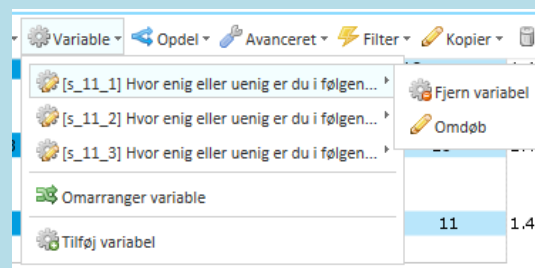 Variable Opdel Avanceret Filter Kopier
[s_11_1] Hvor enig eller uenig er du i følgen...
Fjern variabel
[s_11_2] Hvor enig eller uenig er du i følgen...
Omdøb
[s_11_3] Hvor enig eller uenig er du i følgen...
Omarranger variable
11 1.4
Tilføj variabel